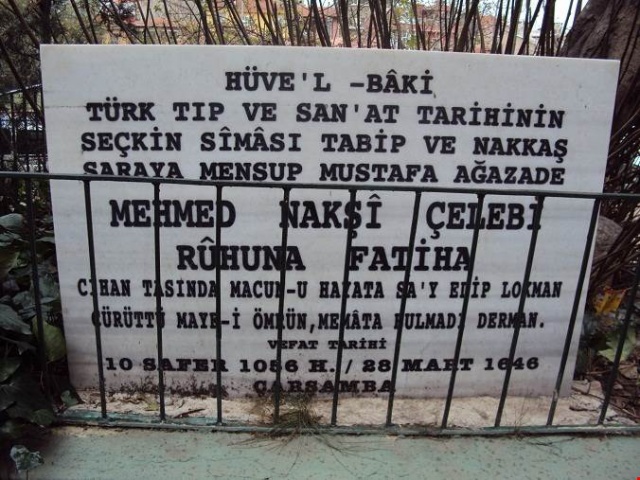 HÜVE'L -BÂKİ
TÜRK TIP VE SAN'AT TARİHİNİN
SEÇKİN SÎMÂSI TABİP VE NAKKAŞ
SARAYA MENSUP MUSTAFA AĞAZADE
MEHMED NAKŞÎ ÇELEBİ
RÛHUNA FATİHA
CİHAN TASINDA MACUN-U HAYATA SA'Y EDİP LOKMAN
ÇÜRÜTTÜ MAYE-İ ÖMRÜN,MEMÂTA BULMADI DERMAN.
VEFAT TARİHİ
10 SAFER 1056 H. / 28 MART 1646
ÇARŞAMBA